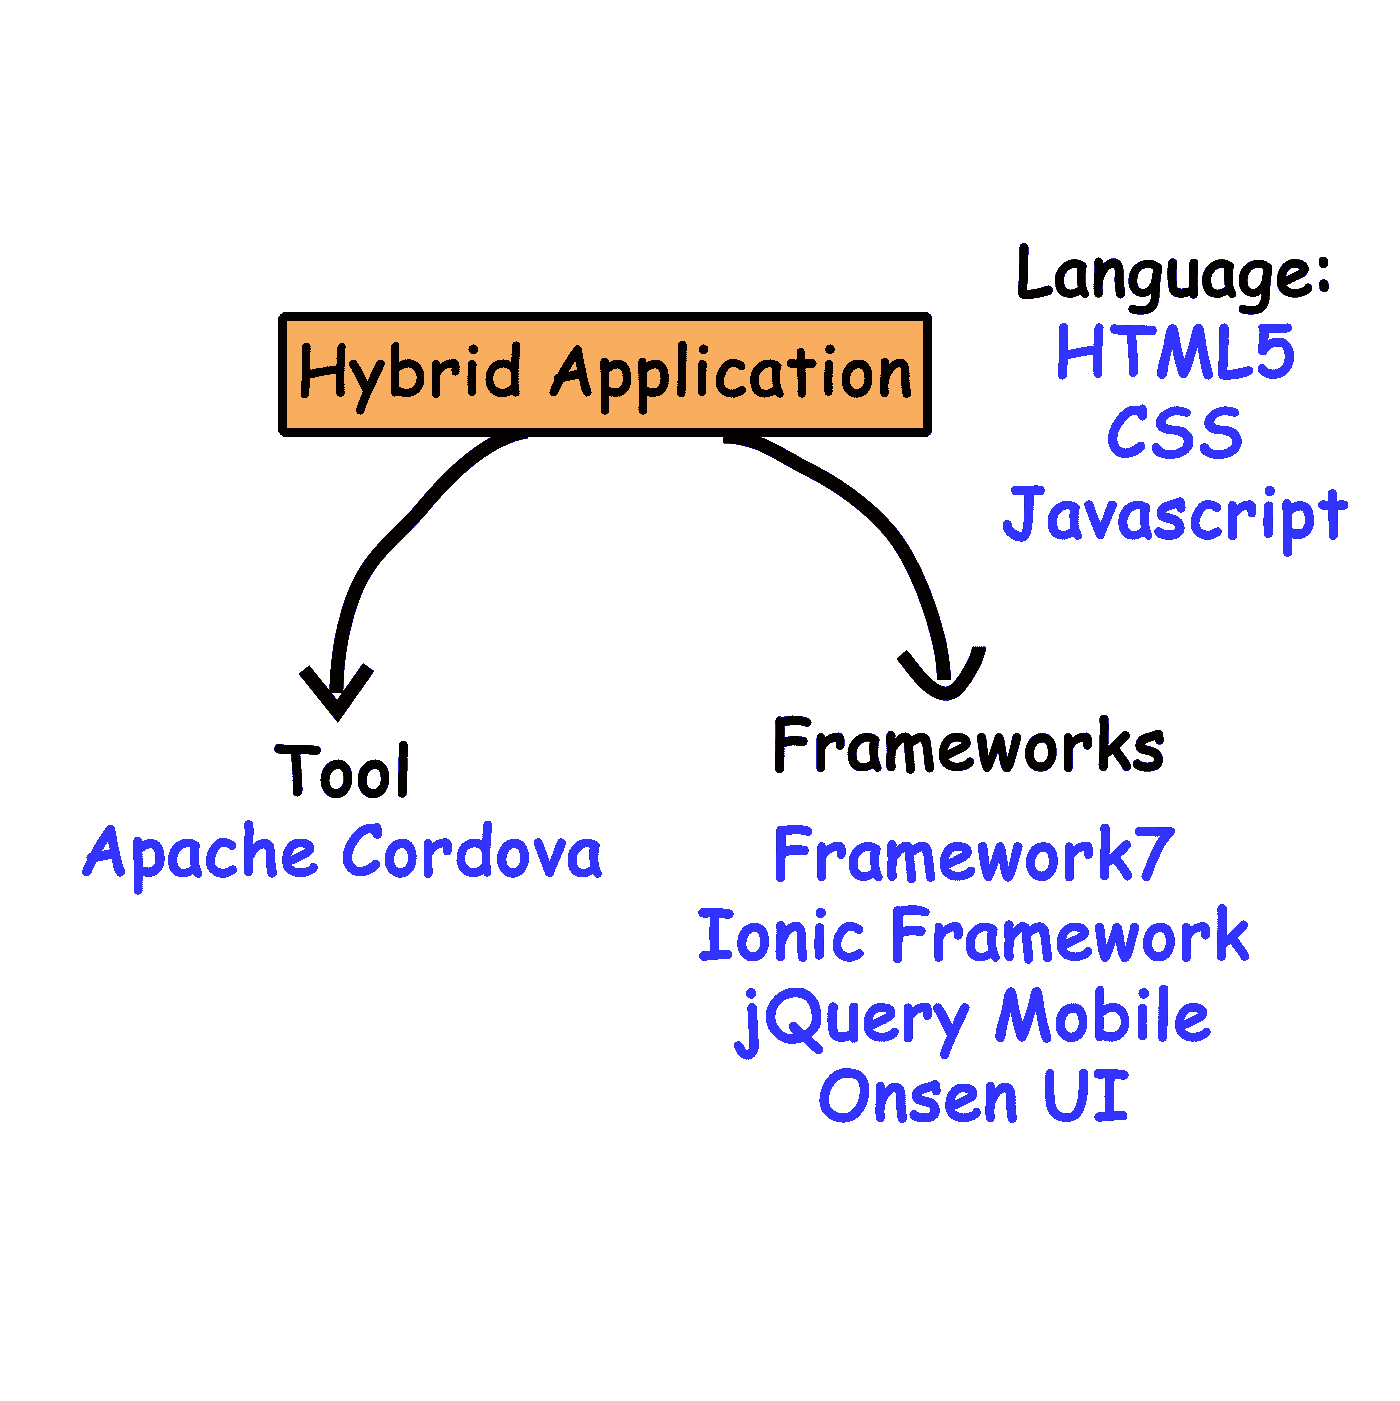 Hybrid Application
Language:
HTML5
CSS
Javascript
Tool
Apache Cordova
Frameworks
Framework7
Ionic Framework
jQuery Mobile
Onsen UI